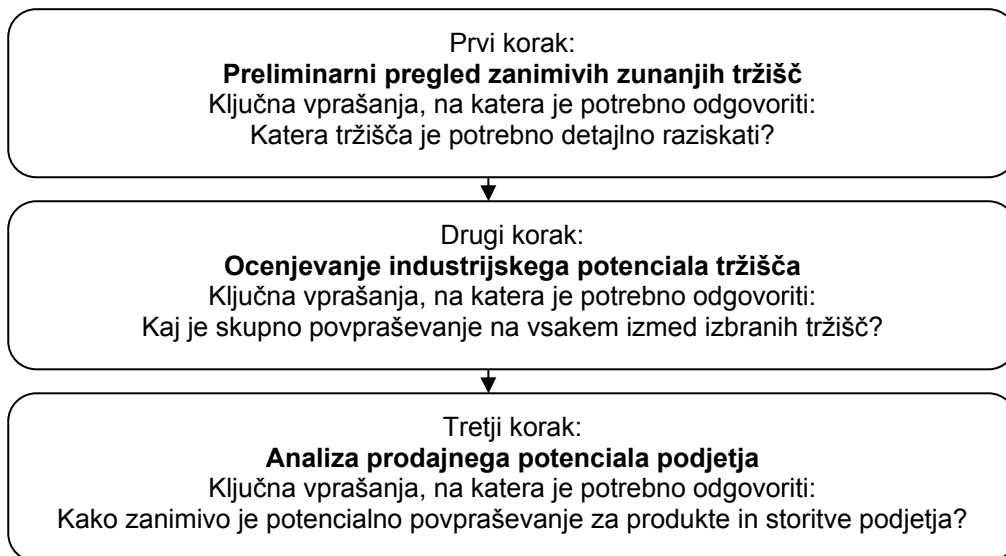 Prvi korak:
Preliminarni pregled zanimivih zunanjih tržišč
Ključna vprašanja, na katera je potrebno odgovoriti:
Katera tržišča je potrebno detajlno raziskati?
Drugi korak:
Ocenjevanje industrijskega potenciala tržišča
Ključna vprašanja, na katera je potrebno odgovoriti:
Kaj je skupno povpraševanje na vsakem izmed izbranih tržišč?
Tretji korak:
Analiza prodajnega potenciala podjetja
Ključna vprašanja, na katera je potrebno odgovoriti:
Kako zanimivo je potencialno povpraševanje za produkte in storitve podjetja?